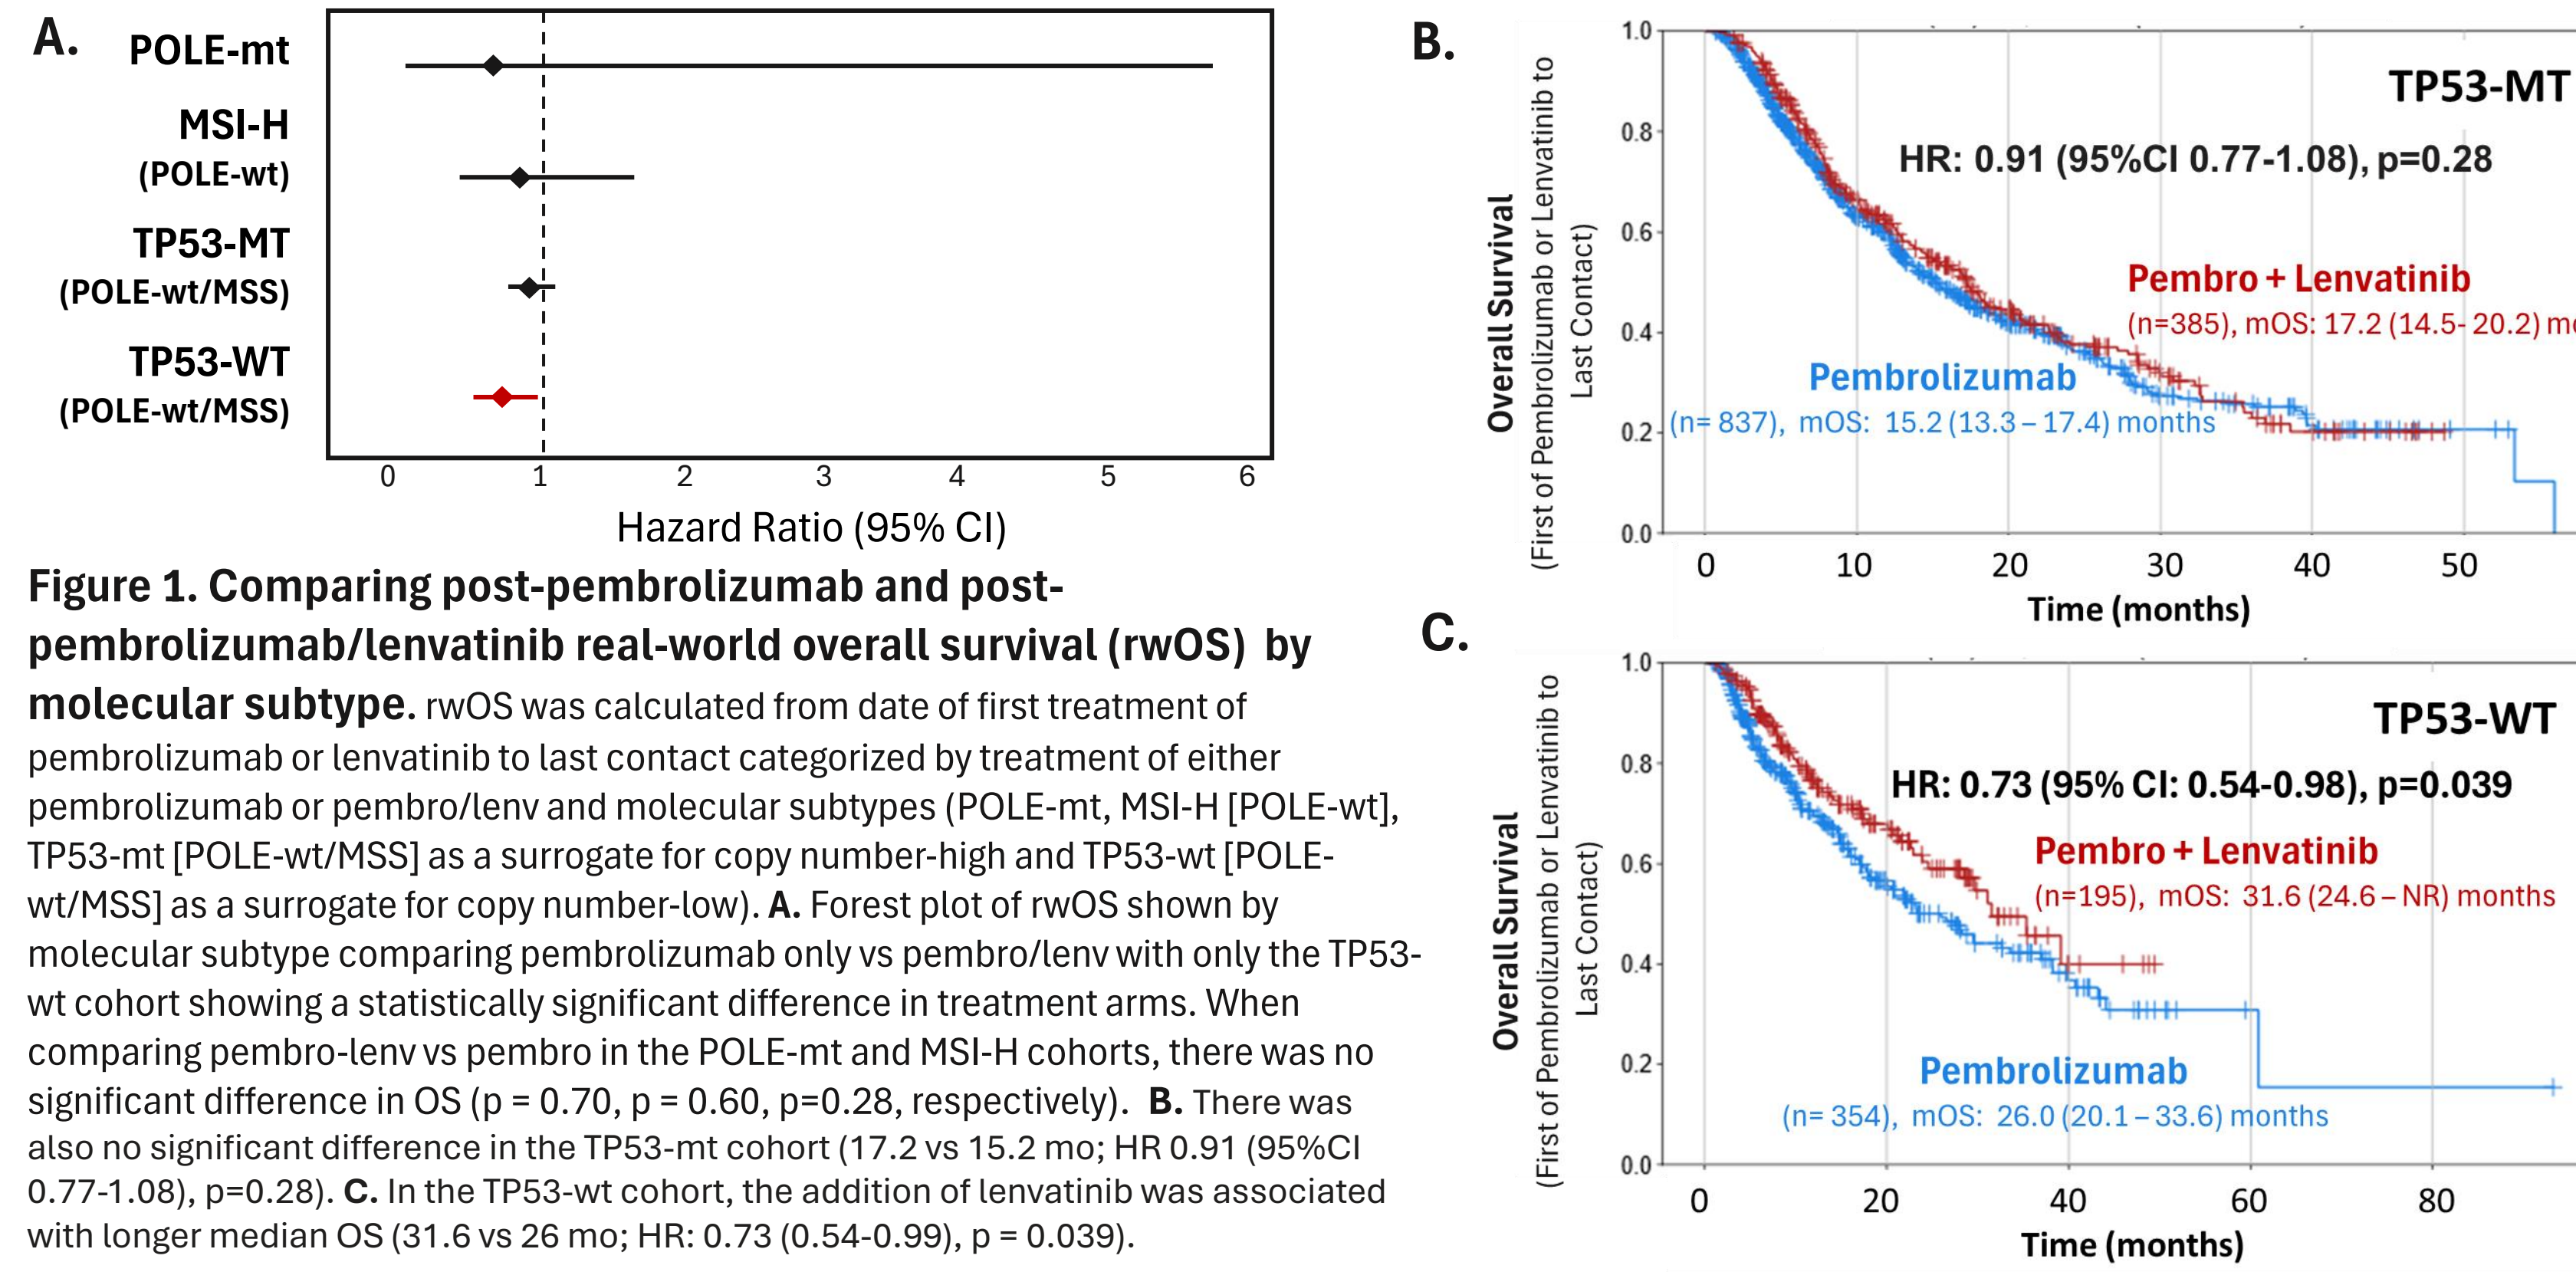 A.
POLE-mt
MSI-H
(POLE-wt)
TP53-MT
(POLE-wt/MSS)
TP53-WT
(POLE-wt/MSS)
0 1 2 3 4 5 6
Hazard Ratio (95% CI)
Figure 1. Comparing post-pembrolizumab and post-
pembrolizumab/lenvatinib real-world overall survival (rwOS) by
molecular subtype. rwOS was calculated from date of first treatment of
pembrolizumab or lenvatinib to last contact categorized by treatment of either
pembrolizumab or pembro/lenv and molecular subtypes (POLE-mt, MSI-H [POLE-wt],
TP53-mt [POLE-wt/MSS] as a surrogate for copy number-high and TP53-wt [POLE-
wt/MSS] as a surrogate for copy number-low). A. Forest plot of rwOS shown by
molecular subtype comparing pembrolizumab only vs pembro/lenv with only the TP53-
wt cohort showing a statistically significant difference in treatment arms. When
comparing pembro-lenv vs pembro in the POLE-mt and MSI-H cohorts, there was no
significant difference in OS (p = 0.70, p = 0.60, p=0.28, respectively). B. There was
also no significant difference in the TP53-mt cohort (17.2 vs 15.2 mo; HR 0.91 (95%CI
0.77-1.08), p=0.28). C. In the TP53-wt cohort, the addition of lenvatinib was associated
with longer median OS (31.6 vs 26 mo; HR: 0.73 (0.54-0.99), p = 0.039).
B.
Overall Survival
(First of Pembrolizumab or Lenvatinib to
Last Contact)
1.0
0.8
0.6
0.4
0.2
0.0
TP53-MT
HR: 0.91 (95%CI 0.77-1.08), p=0.28
Pembro + Lenvatinib
(n=385), mOS: 17.2 (14.5- 20.2)
Pembrolizumab
(n= 837), mOS: 15.2 (13.3 – 17.4) months
0 10 20 30 40 50
Time (months)
C.
Overall Survival
(First of Pembrolizumab or Lenvatinib to
Last Contact)
1.0
0.8
0.6
0.4
0.2
0.0
TP53-WT
HR: 0.73 (95% CI: 0.54-0.98), p=0.039
Pembro + Lenvatinib
(n=195), mOS: 31.6 (24.6 – NR) months
Pembrolizumab
(n= 354), mOS: 26.0 (20.1 – 33.6) months
0 20 40 60 80
Time (months)